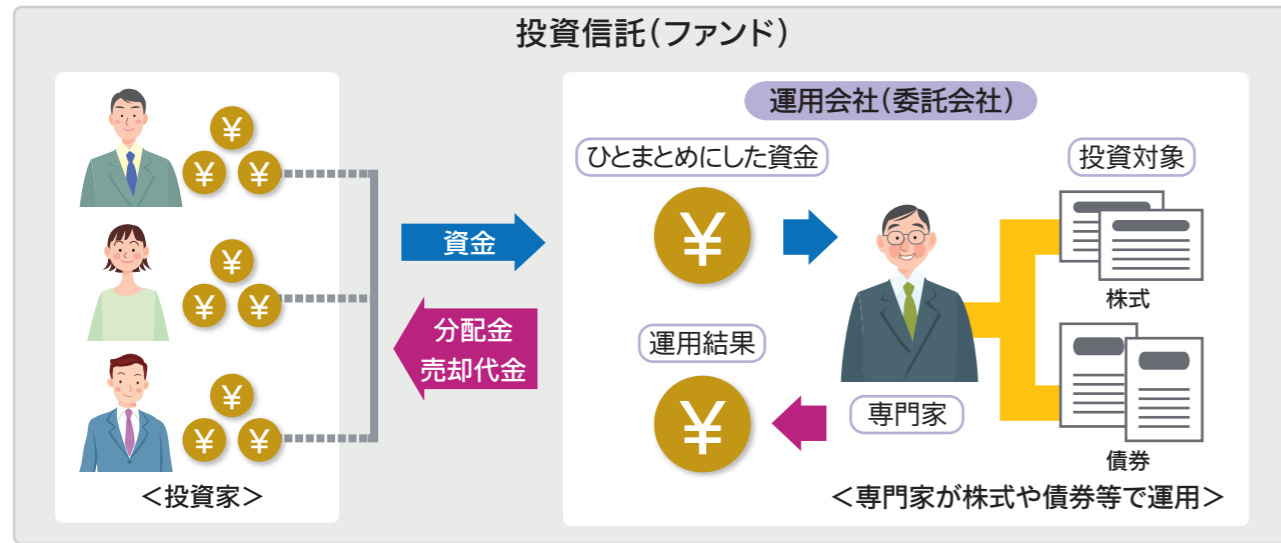 投資信託（ファンド）
¥
¥ ¥
¥
¥ ¥
¥
¥ ¥
＜投資家＞
資金
分配金
売却代金
運用会社（委託会社）
ひとまとめにした資金
¥
運用結果
¥
専門家
投資対象
株式
債券
＜専門家が株式や債券等で運用＞